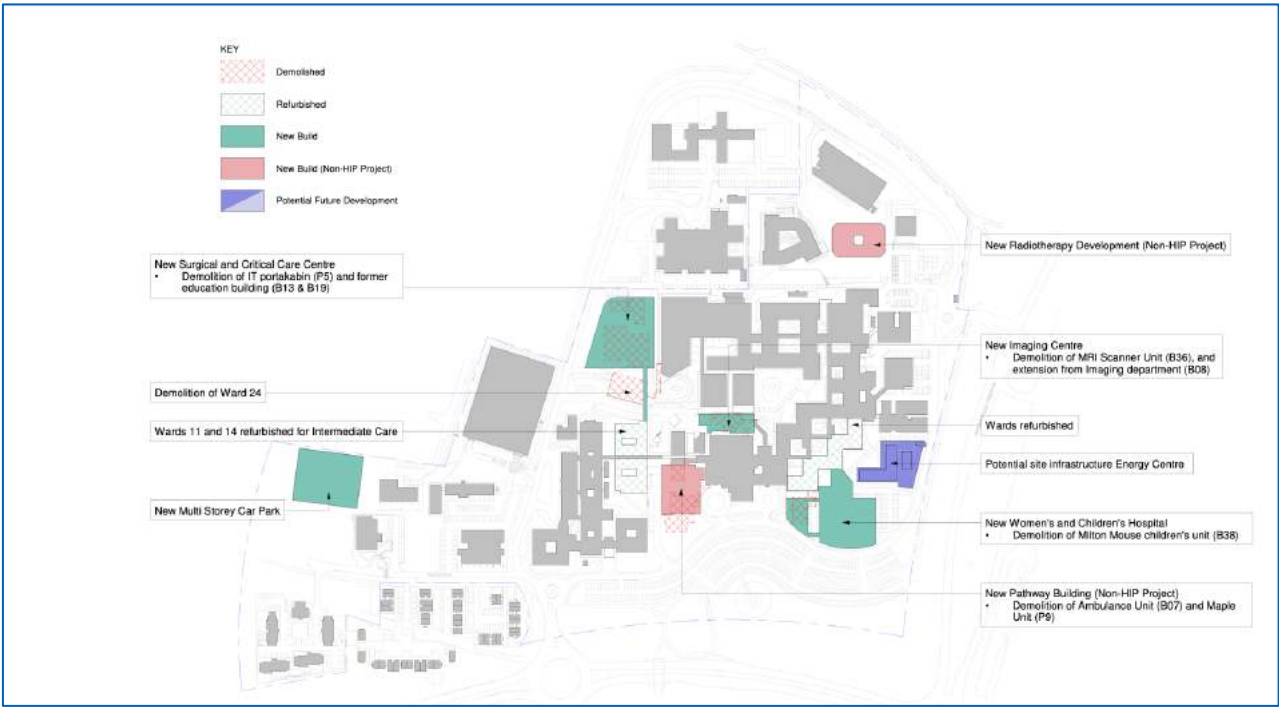 KEY
Demolished
Refurbished
New Build
New Build (Non-HIP Project)
Potential Future Development
New Surgical and Critical Care Centre
• Demolition of IT portakabin (P5) and former
education building (B13 & B19)
Demolition of Ward 24
Wards 11 and 14 refurbished for Intermediate Care
New Multi Storey Car Park
New Radiotherapy Development (Non-HIP Project)
New Imaging Centre
• Demolition of MRI Scanner Unit (B36), and
extension from Imaging department (B08)
Wards refurbished
Potential site infrastructure Energy Centre
New Women's and Children's Hospital
• Demolition of Milton Mouse children's unit (B38)
New Pathway Building (Non-HIP Project)
• Demolition of Ambulance Unit (B07) and Maple
Unit (P9)